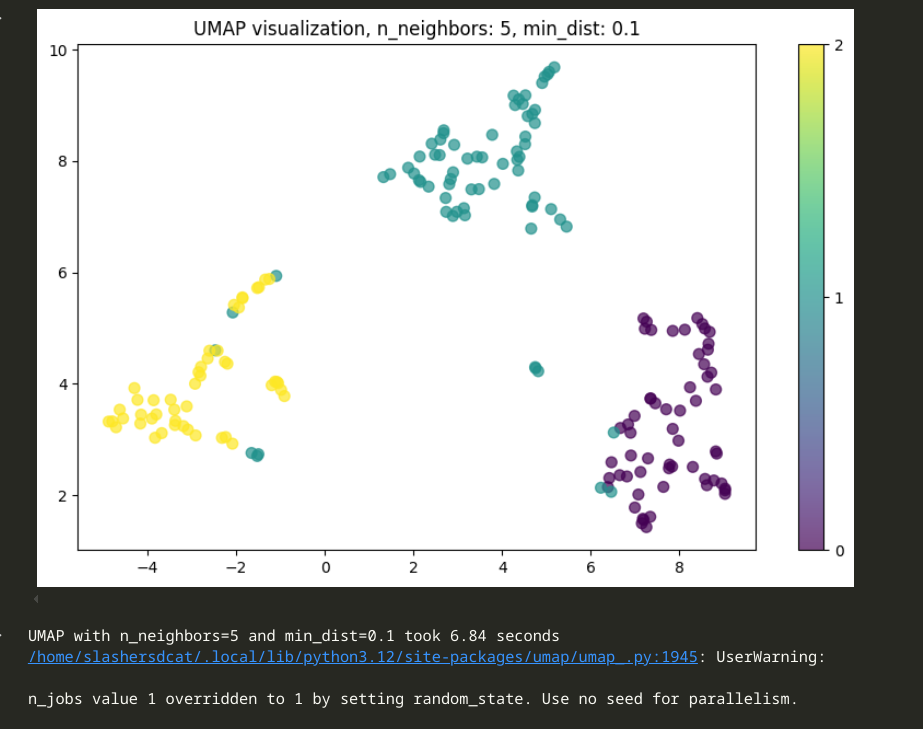 UMAP visualization, n_neighbors: 5, min_dist: 0.1
10
8
6
4
2
−4 −2 0 2 4 6 8
2
1
0
UMAP with n_neighbors=5 and min_dist=0.1 took 6.84 seconds
/home/slashersdcat/.local/lib/python3.12/site-packages/umap/umap_.py:1945: UserWarning:
n_jobs value 1 overridden to 1 by setting random_state. Use no seed for parallelism.